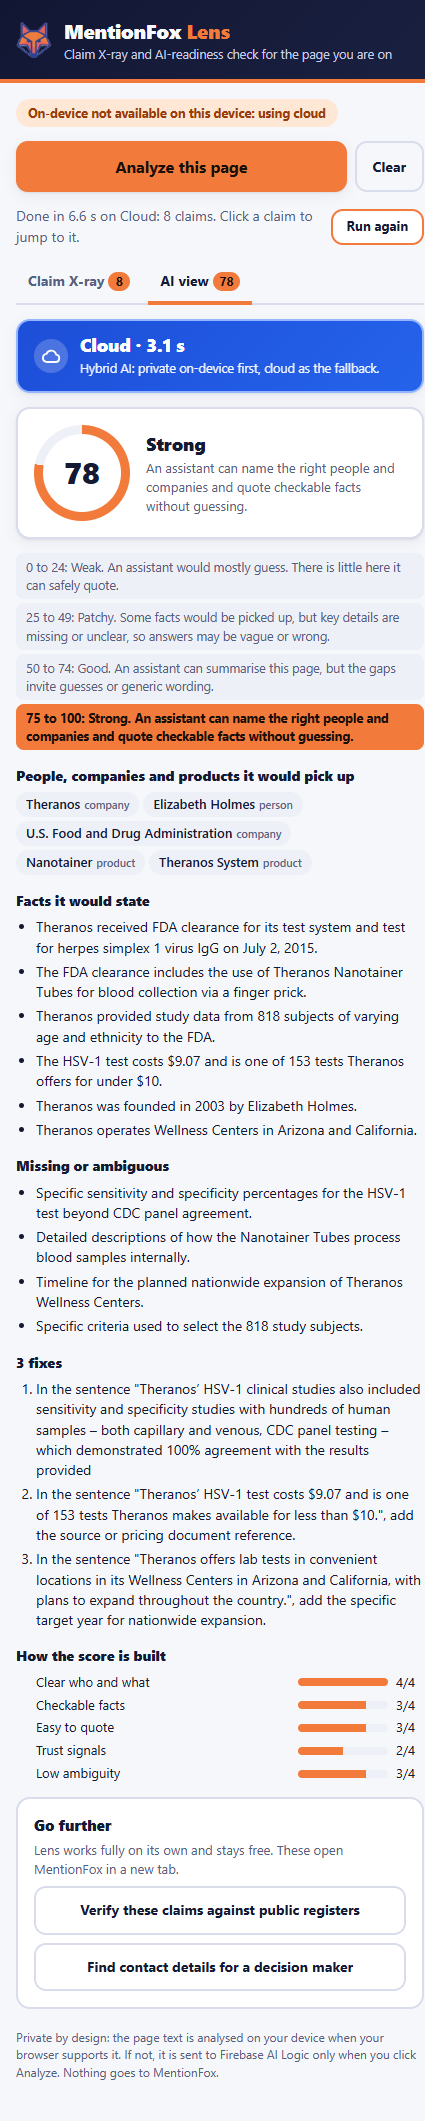 MentionFox Lens
Claim X-ray and AI-readiness check for the page you are on
On-device not available on this device: using cloud
Analyze this page
Clear
Done in 6.6 s on Cloud: 8 claims. Click a claim to
jump to it.
Run again
Claim X-ray 8
AI view 78
Cloud · 3.1 s
Hybrid AI: private on-device first, cloud as the fallback.
78
Strong
An assistant can name the right people and
companies and quote checkable facts
without guessing.
0 to 24: Weak. An assistant would mostly guess. There is little here it
can safely quote.
25 to 49: Patchy. Some facts would be picked up, but key details are
missing or unclear, so answers may be vague or wrong.
50 to 74: Good. An assistant can summarise this page, but the gaps
invite guesses or generic wording.
75 to 100: Strong. An assistant can name the right people and
companies and quote checkable facts without guessing.
People, companies and products it would pick up
Theranos company
Elizabeth Holmes person
U.S. Food and Drug Administration company
Nanotainer product
Theranos System product
Facts it would state
• Theranos received FDA clearance for its test system and test
for herpes simplex 1 virus IgG on July 2, 2015.
• The FDA clearance includes the use of Theranos Nanotainer
Tubes for blood collection via a finger prick.
• Theranos provided study data from 818 subjects of varying
age and ethnicity to the FDA.
• The HSV-1 test costs $9.07 and is one of 153 tests Theranos
offers for under $10.
• Theranos was founded in 2003 by Elizabeth Holmes.
• Theranos operates Wellness Centers in Arizona and California.
Missing or ambiguous
• Specific sensitivity and specificity percentages for the HSV-1
test beyond CDC panel agreement.
• Detailed descriptions of how the Nanotainer Tubes process
blood samples internally.
• Timeline for the planned nationwide expansion of Theranos
Wellness Centers.
• Specific criteria used to select the 818 study subjects.
3 fixes
1. In the sentence "Theranos’ HSV-1 clinical studies also included
sensitivity and specificity studies with hundreds of human
samples – both capillary and venous, CDC panel testing –
which demonstrated 100% agreement with the results
provided
2. In the sentence "Theranos’ HSV-1 test costs $9.07 and is one
of 153 tests Theranos makes available for less than $10.", add
the source or pricing document reference.
3. In the sentence "Theranos offers lab tests in convenient
locations in its Wellness Centers in Arizona and California, with
plans to expand throughout the country.", add the specific
target year for nationwide expansion.
How the score is built
Clear who and what 4/4
Checkable facts 3/4
Easy to quote 3/4
Trust signals 2/4
Low ambiguity 3/4
Go further
Lens works fully on its own and stays free. These open
MentionFox in a new tab.
Verify these claims against public registers
Find contact details for a decision maker
Private by design: the page text is analysed on your device when your
browser supports it. If not, it is sent to Firebase AI Logic only when you click
Analyze. Nothing goes to MentionFox.